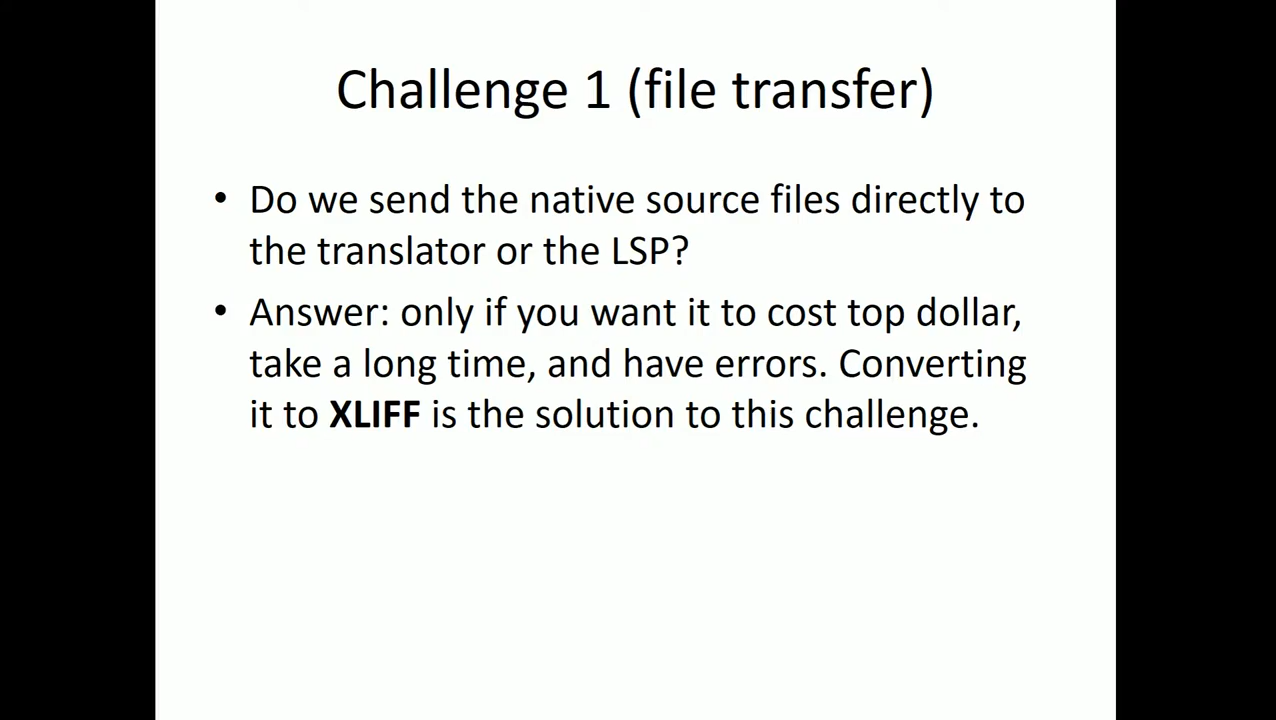 Challenge 1 (file transfer)
• Do we send the native source files directly to
the translator or the LSP?
• Answer: only if you want it to cost top dollar,
take a long time, and have errors. Converting
it to XLIFF is the solution to this challenge.